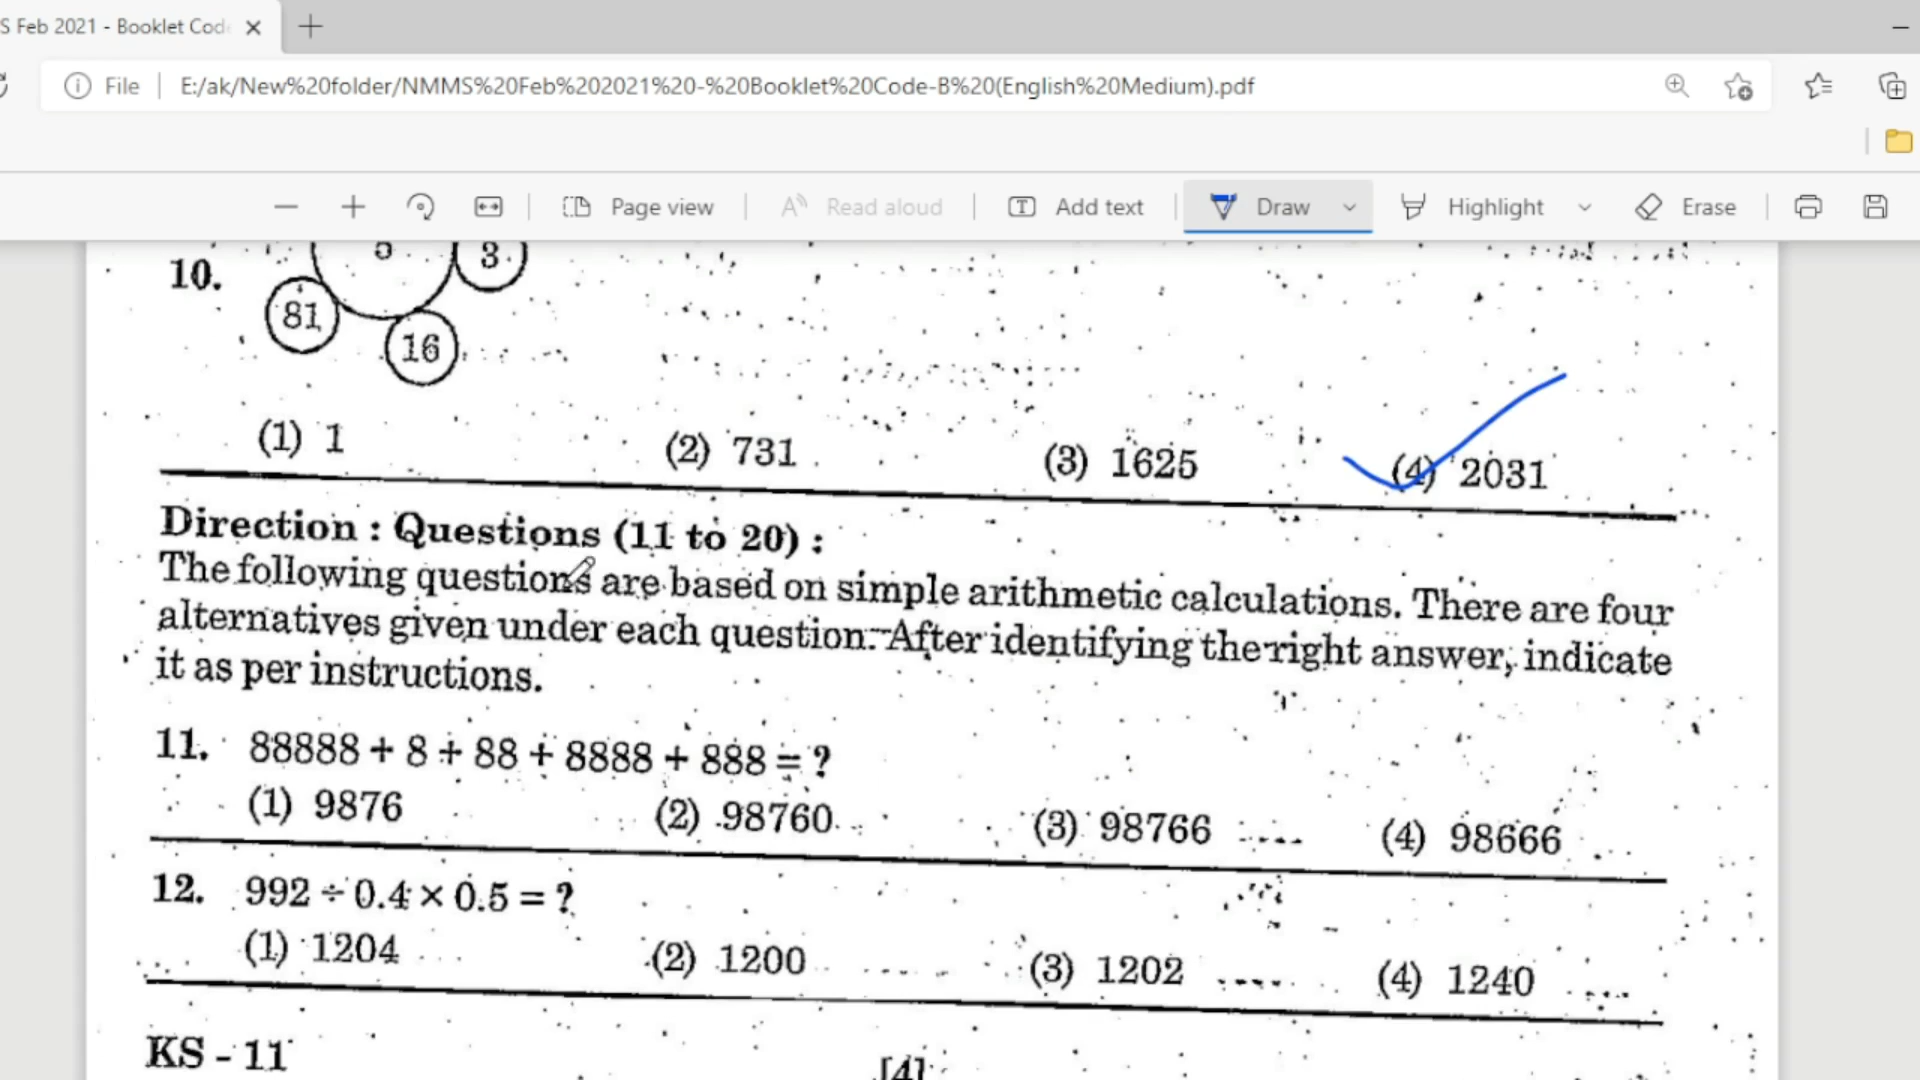 S Feb 2021 - Booklet Cod
File
E:/ak/New%20folder/NMMS%20Feb%202021%20-%20Booklet%20Code-B%20(English%20Medium).pdf
Page view
Read aloud
Add text
Draw
Highlight
Erase
10.
5
3
81
16
(1) 1 (2) 731 (3) 1625 (4) 2031
Direction : Questions (11 to 20) :
The following questions are based on simple arithmetic calculations. There are four
alternatives given under each question. After identifying the right answer, indicate
it as per instructions.
11. 88888 + 8 + 88 + 8888 + 888 = ?
(1) 9876 (2) 98760 (3) 98766 (4) 98666
12. 992 ÷ 0.4 × 0.5 = ?
(1) 1204 (2) 1200 (3) 1202 (4) 1240
KS - 11
[4]